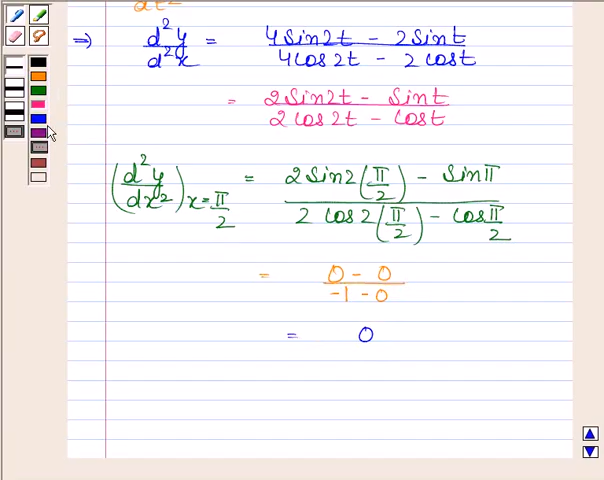 dt²
⇒ d²y/d²x = (4Sin2t - 2Sint)/(4cos2t - 2cost)
= (2Sin2t - Sint)/(2cos2t - cost)
(d²y/dx²) x=π/2 = (2Sin2(π/2) - Sinπ)/(2cos2(π/2) - cosπ/2)
= (0 - 0)/(-1 - 0)
= 0